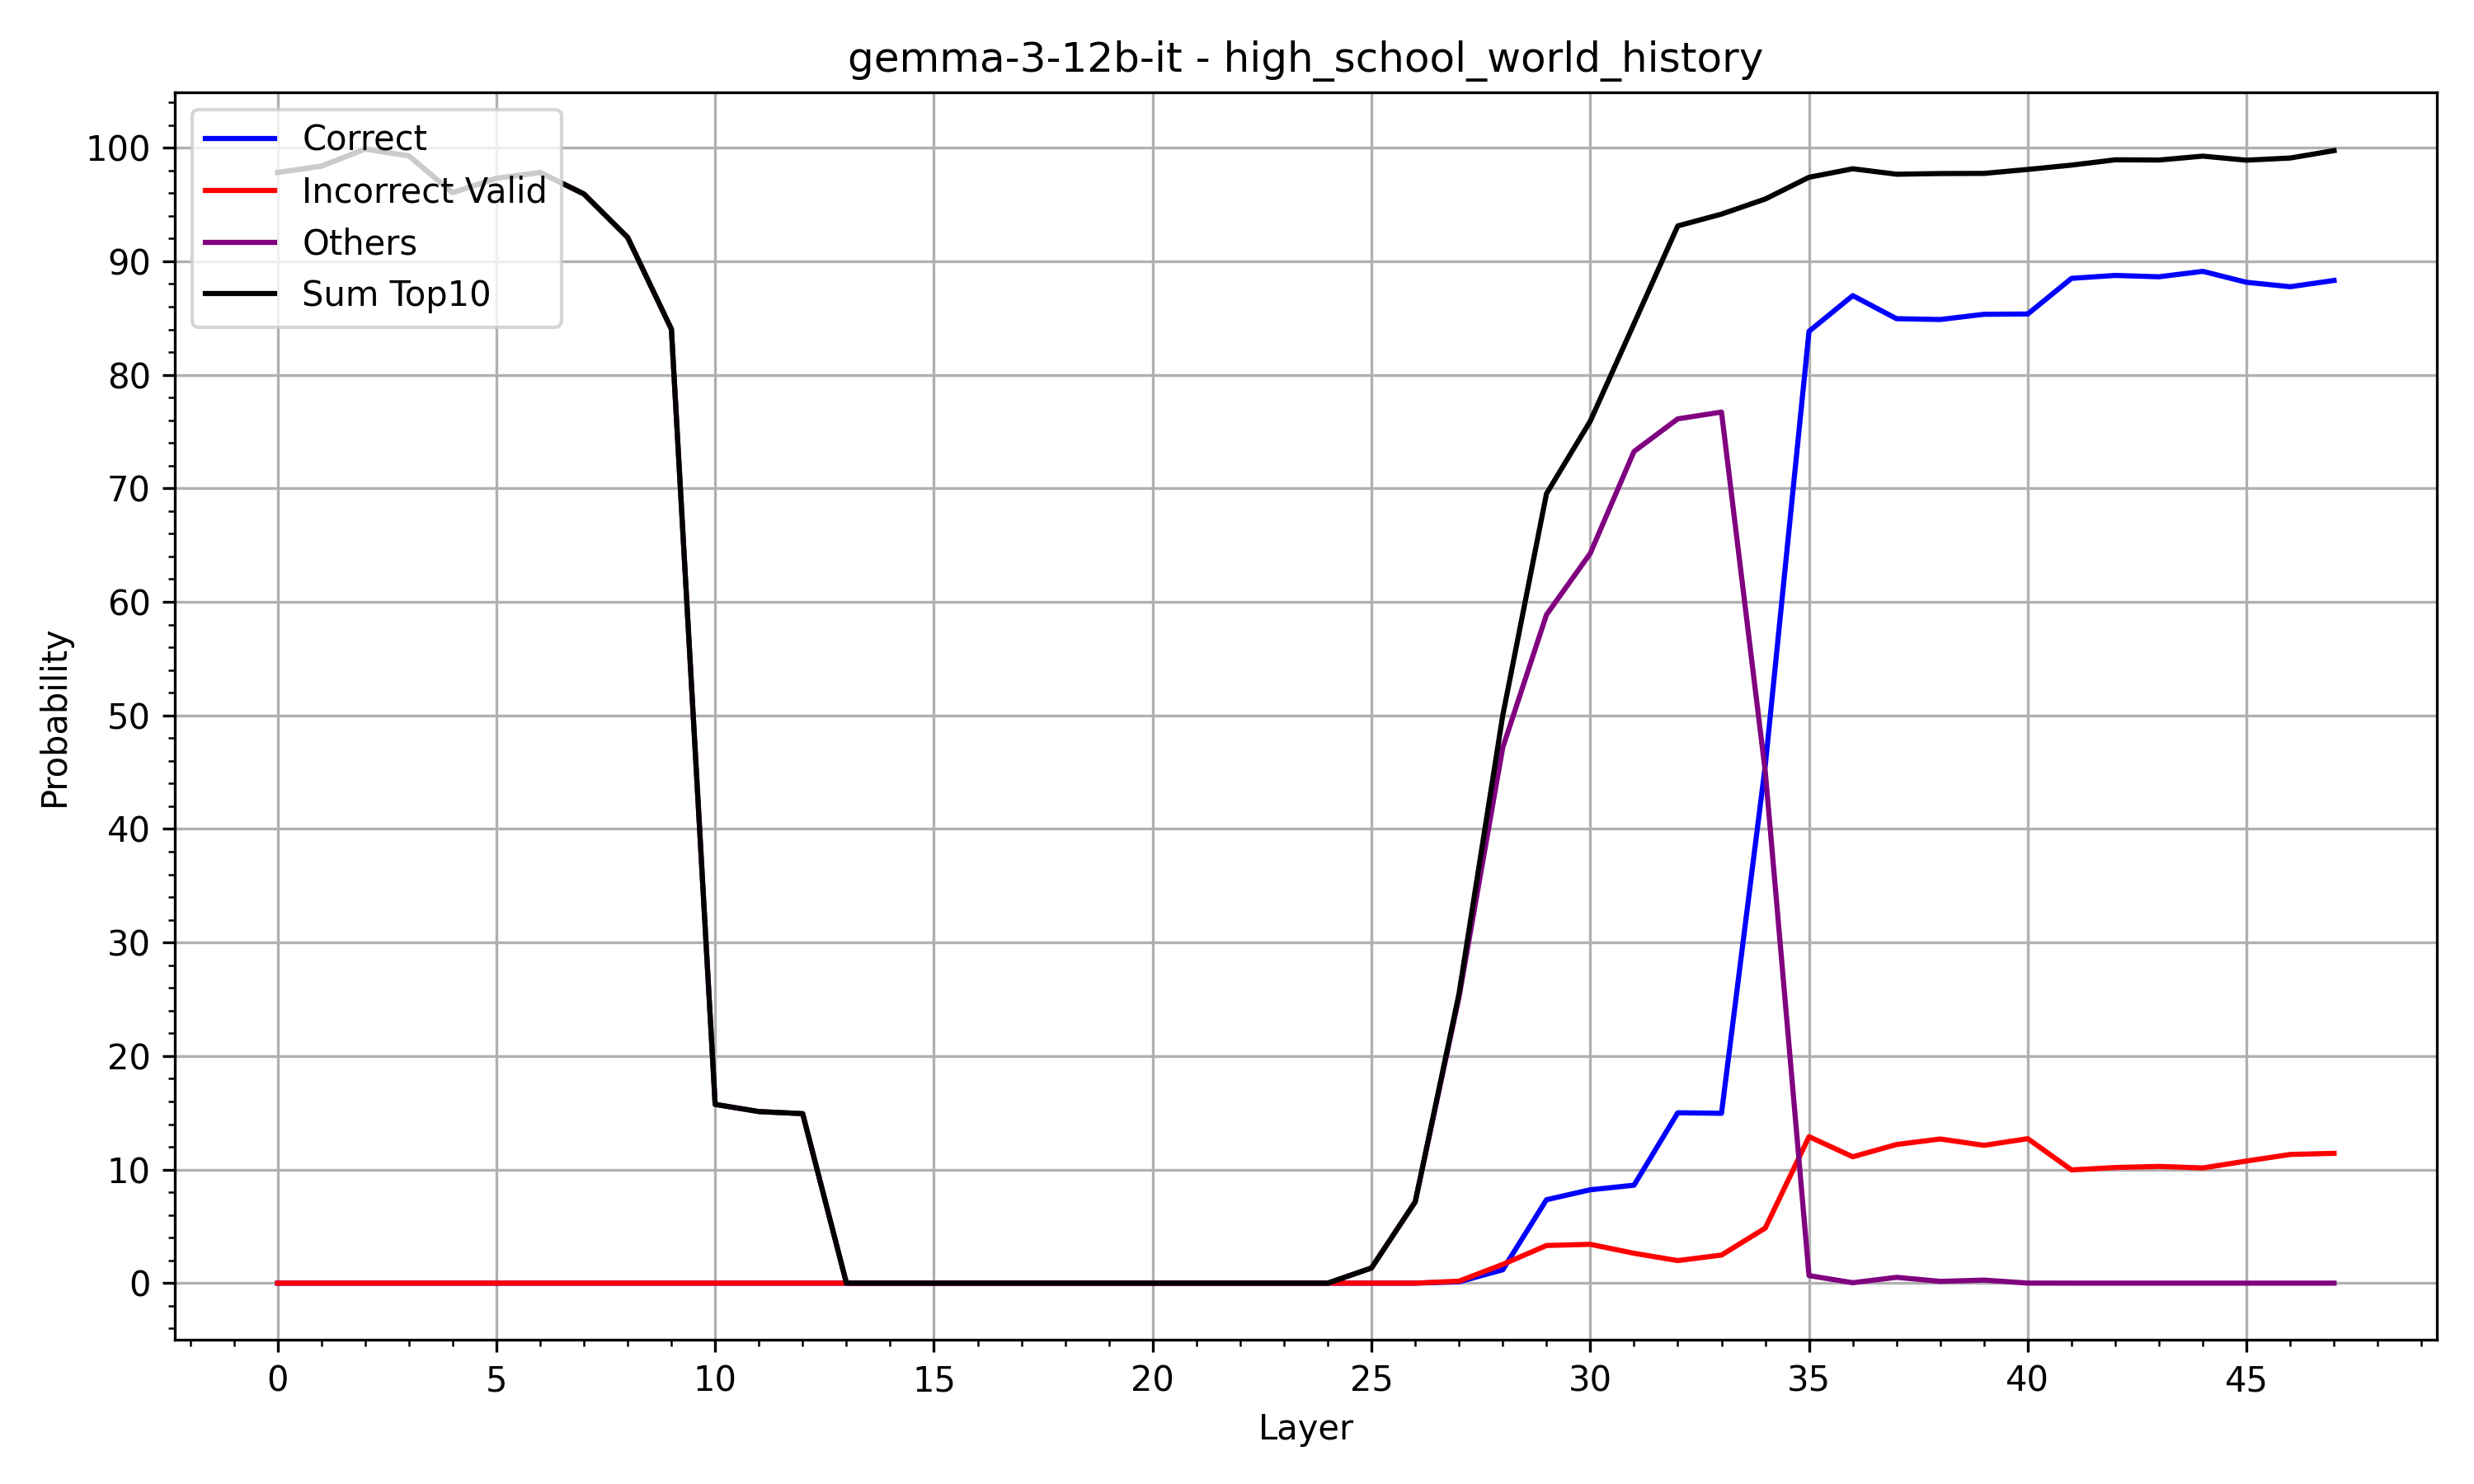 gemma-3-12b-it - high_school_world_history
Correct
Incorrect Valid
Others
Sum Top10
100
90
80
70
60
50
40
30
20
10
0
Probability
0 5 10 15 20 25 30 35 40 45
Layer